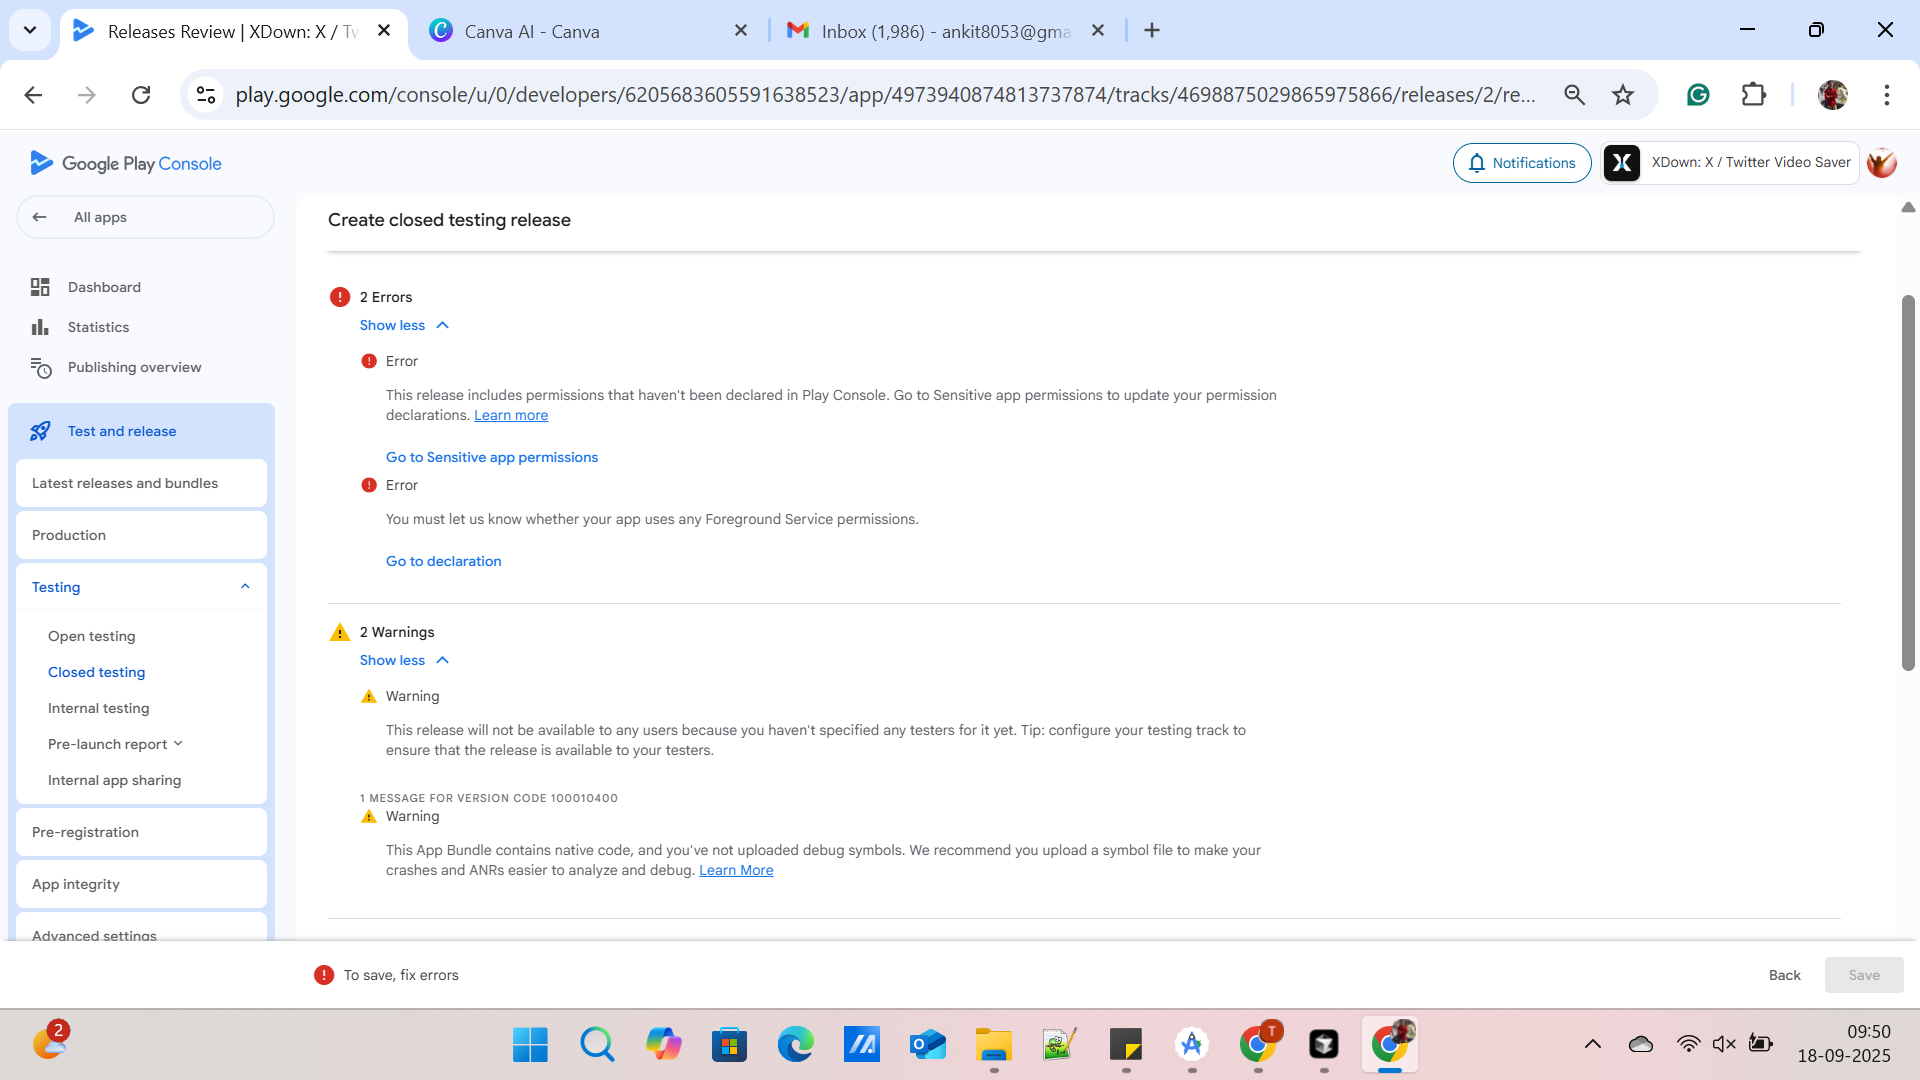 Releases Review | XDown: X / Tw
Canva AI - Canva
Inbox (1,986) - ankit8053@gma
play.google.com/console/u/0/developers/6205683605591638523/app/4973940874813737874/tracks/4698875029865975866/releases/2/re...
Google Play Console
Notifications
XDown: X / Twitter Video Saver
All apps
Dashboard
Statistics
Publishing overview
Test and release
Latest releases and bundles
Production
Testing
Open testing
Closed testing
Internal testing
Pre-launch report
Internal app sharing
Pre-registration
App integrity
Advanced settings
Create closed testing release
2 Errors
Show less
Error
This release includes permissions that haven't been declared in Play Console. Go to Sensitive app permissions to update your permission
declarations. Learn more
Go to Sensitive app permissions
Error
You must let us know whether your app uses any Foreground Service permissions.
Go to declaration
2 Warnings
Show less
Warning
This release will not be available to any users because you haven't specified any testers for it yet. Tip: configure your testing track to
ensure that the release is available to your testers.
1 MESSAGE FOR VERSION CODE 100010400
Warning
This App Bundle contains native code, and you've not uploaded debug symbols. We recommend you upload a symbol file to make your
crashes and ANRs easier to analyze and debug. Learn More
To save, fix errors
Back
Save
2
T
09:50
18-09-2025